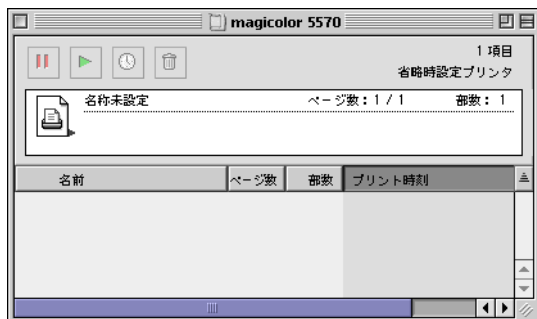 magicolor 5570
1 項目
省略時設定プリンタ
名称未設定 ページ数：1 / 1 部数： 1
名前 ページ数 部数 プリント時刻